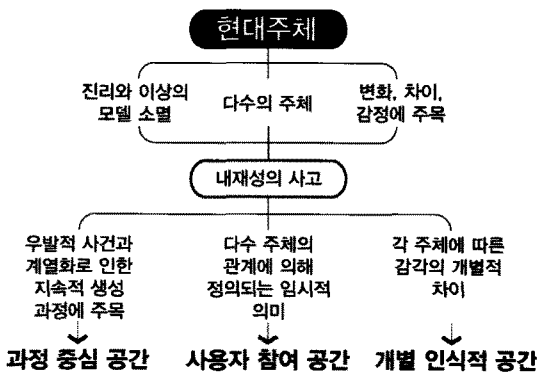 현대주체
진리와 이상의
모델 소멸
다수의 주체
변화, 차이,
감정에 주목
내재성의 사고
우발적 사건과
계열화로 인한
지속적 생성
과정에 주목
다수 주체의
관계에 의해
정의되는 임시적
의미
각 주체에 따른
감각의 개별적
차이
과정 중심 공간
사용자 참여 공간
개별 인식적 공간